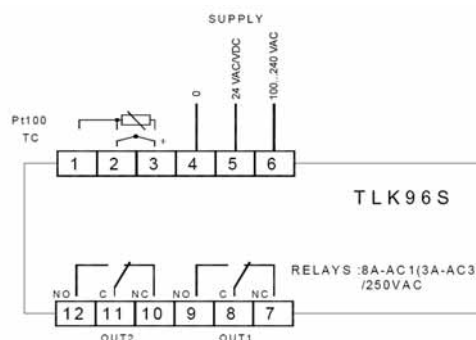 SUPPLY
0
24 VAC/VDC
100...240 VAC
Pt100
TC
+
1 2 3 4 5 6
TLK96S
RELAYS :8A-AC1(3A-AC3
/250VAC
NO C NC NO C NC
12 11 10 9 8 7
OUT2 OUT1